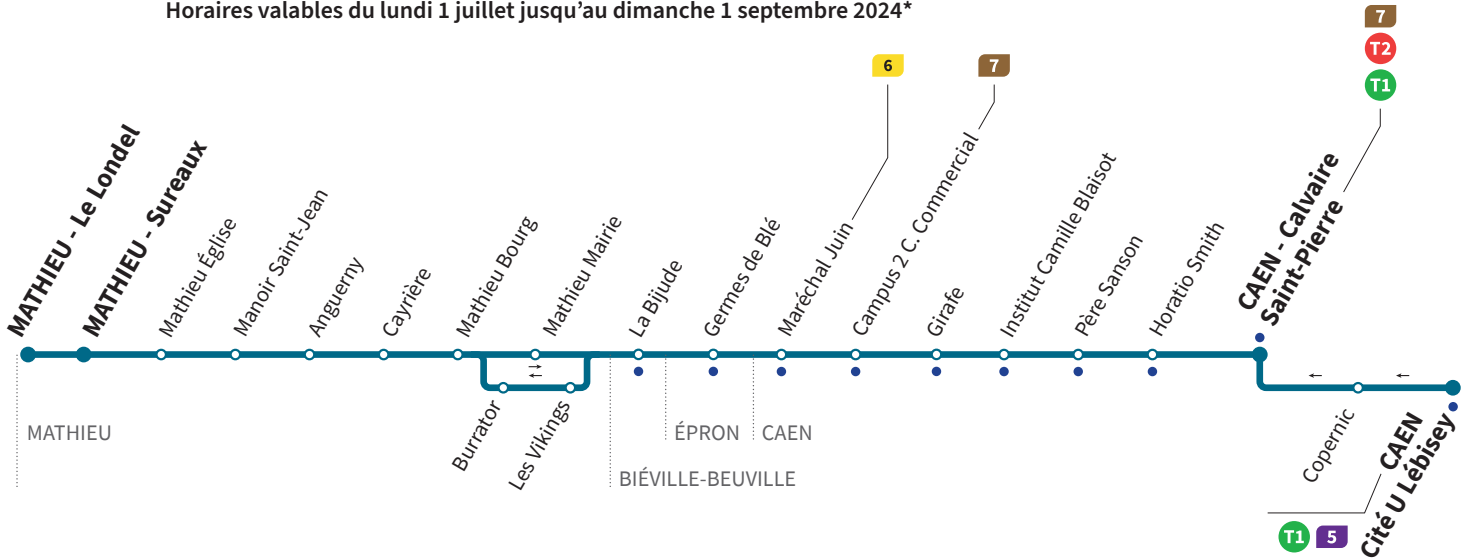 Horaires valables du lundi 1 juillet jusqu'au dimanche 1 septembre 2024*
7
T2
T1
6
7
MATHIEU - Le Londel
MATHIEU - Sureaux
Mathieu Église
Manoir Saint-Jean
Anguerny
Cayrière
Mathieu Bourg
Mathieu Mairie
La Bijude
Germes de Blé
Maréchal Juin
Campus 2 C. Commercial
Girafe
Institut Camille Blaisot
Père Sanson
Horatio Smith
CAEN - Calvaire
Saint-Pierre
Burrator
Les Vikings
Copernic
CAEN
Cité U Lébisey
MATHIEU
ÉPRON
CAEN
BIÉVILLE-BEUVILLE
T1
5